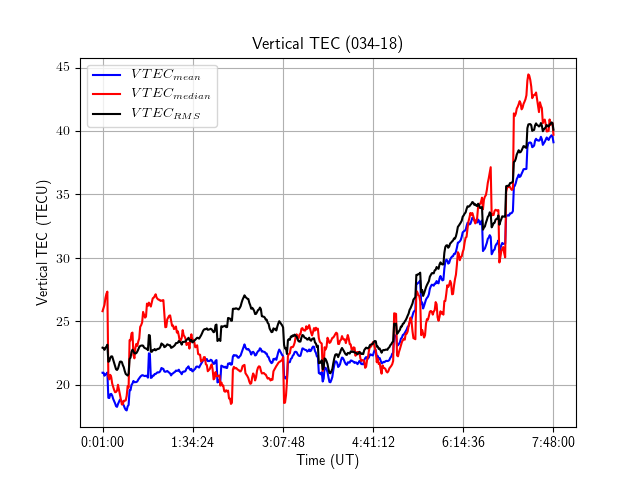 Vertical TEC (034-18)
VTEC_mean
VTEC_median
VTEC_RMS
45
40
35
30
25
20
Vertical TEC (TECU)
0:01:00 1:34:24 3:07:48 4:41:12 6:14:36 7:48:00
Time (UT)